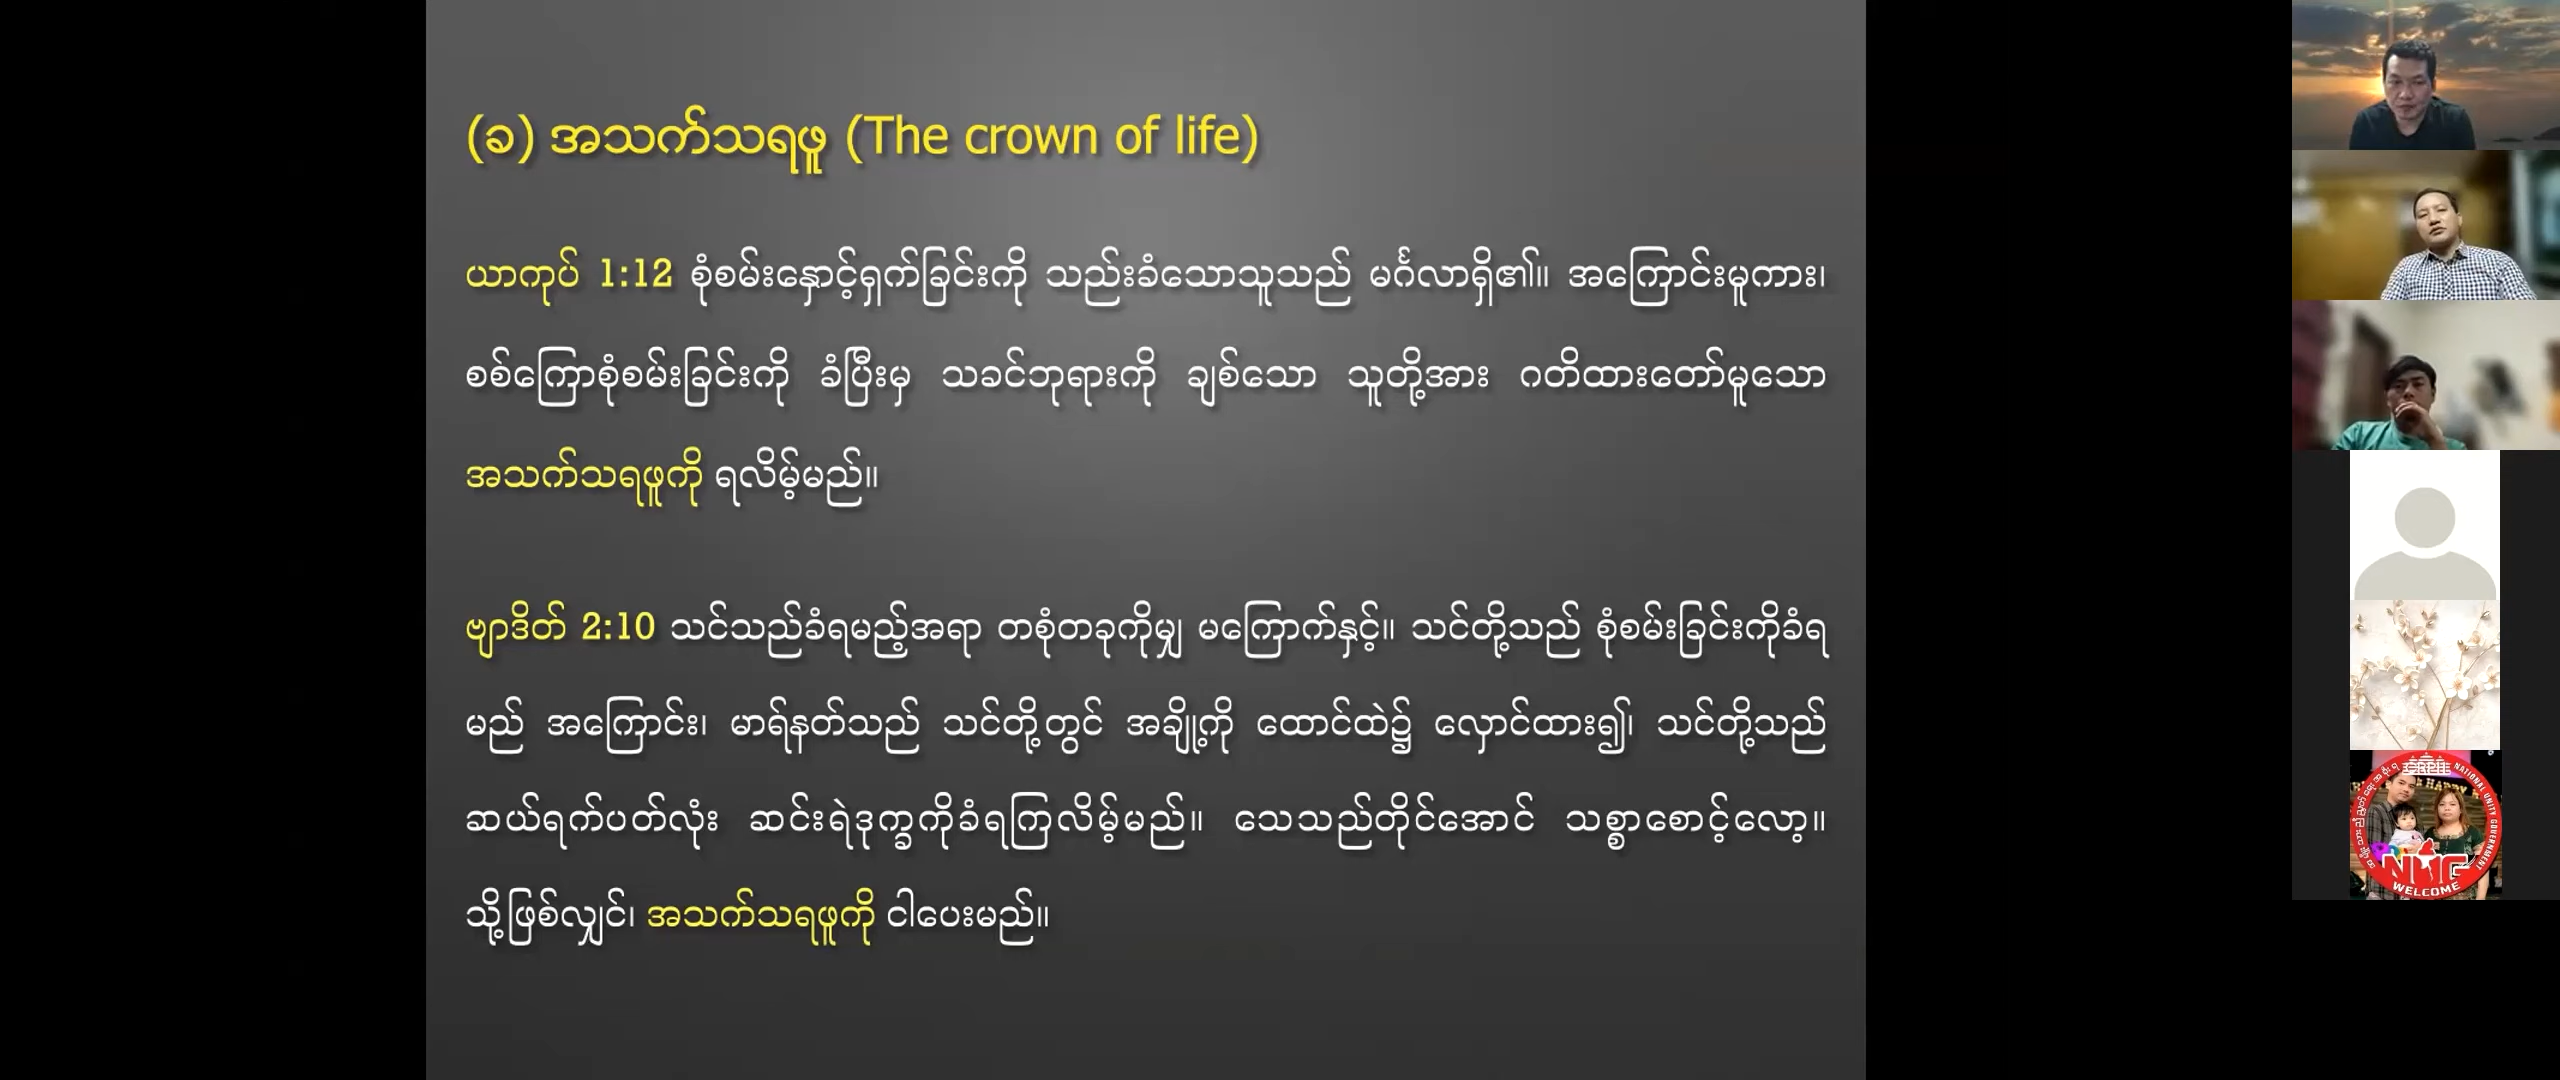 (ခ) အသက်သရဖူ (The crown of life)
ယာကုပ် 1:12 စုံစမ်းနှောင့်ရှက်ခြင်းကို သည်းခံသောသူသည် မင်္ဂလာရှိ၏။ အကြောင်းမူကား၊
စစ်ကြောစုံစမ်းခြင်းကို ခံပြီးမှ သခင်ဘုရားကို ချစ်သော သူတို့အား ဂတိထားတော်မူသော
အသက်သရဖူကို ရလိမ့်မည်။
ဗျာဒိတ် 2:10 သင်သည်ခံရမည့်အရာ တစုံတခုကိုမျှ မကြောက်နှင့်။ သင်တို့သည် စုံစမ်းခြင်းကိုခံရ
မည် အကြောင်း၊ မာရ်နတ်သည် သင်တို့တွင် အချို့ကို ထောင်ထဲ၌ လှောင်ထား၍၊ သင်တို့သည်
ဆယ်ရက်ပတ်လုံး ဆင်းရဲဒုက္ခကိုခံရကြလိမ့်မည်။ သေသည်တိုင်အောင် သစ္စာစောင့်လော့။
သို့ဖြစ်လျှင်၊ အသက်သရဖူကို ငါပေးမည်။
CRPH NATIONAL UNITY GOVERNMENT
NUG
WELCOME